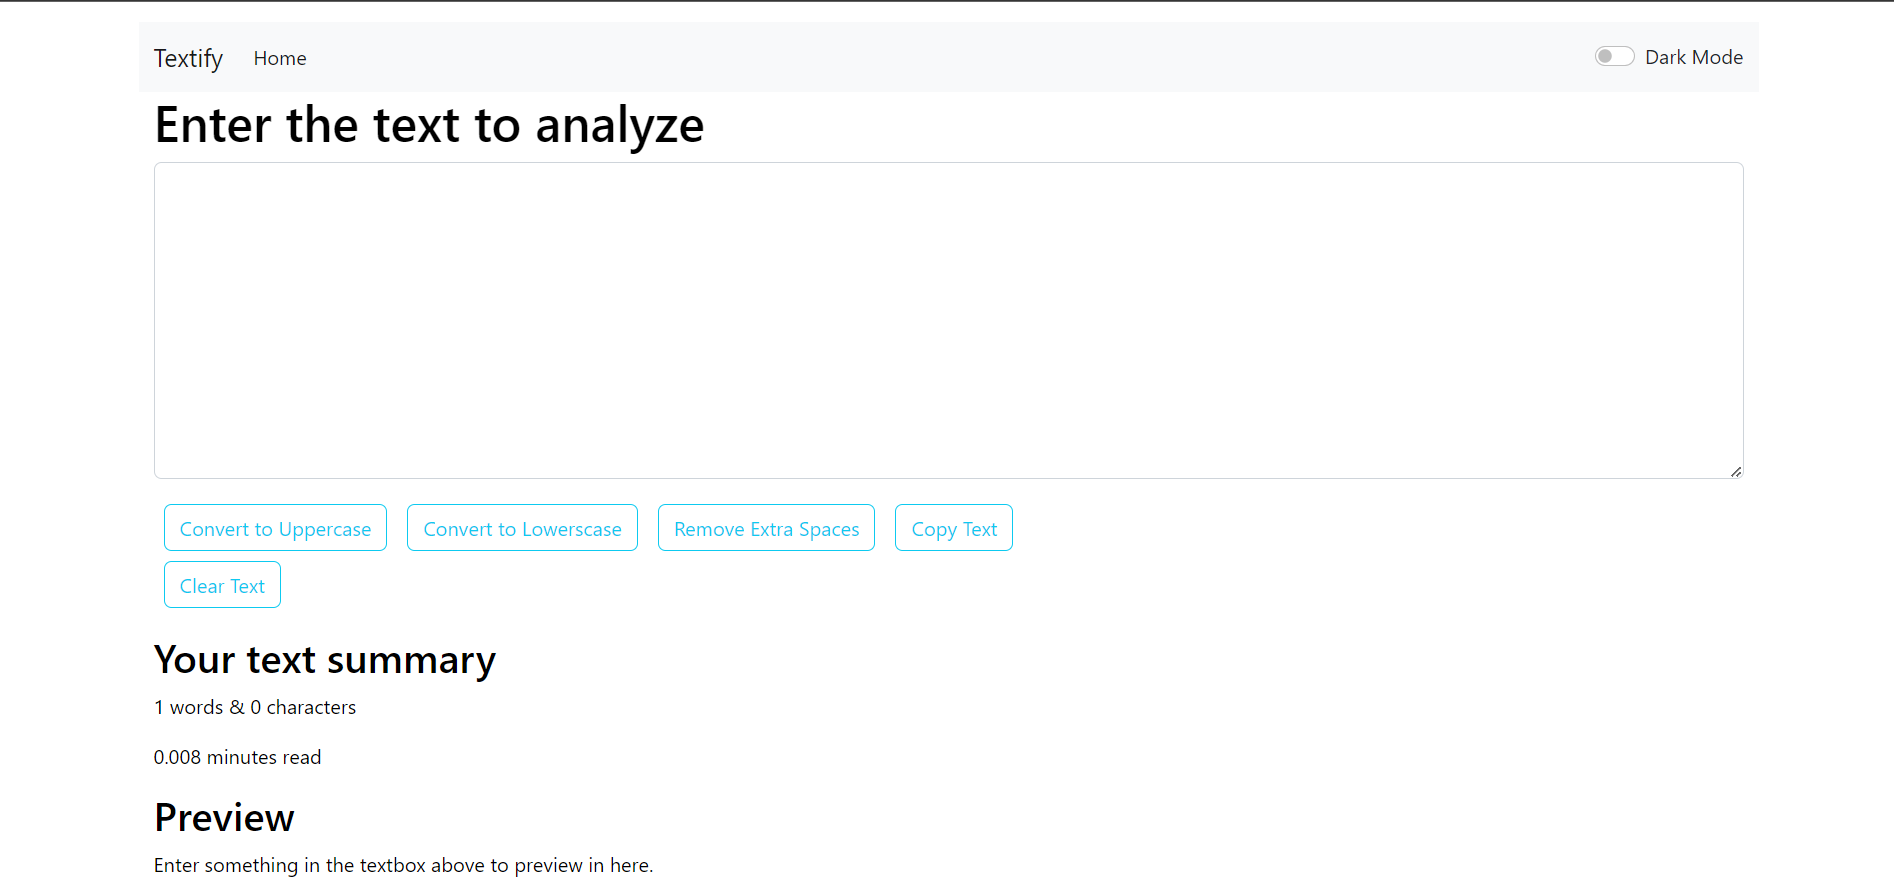 Textify Home Dark Mode
Enter the text to analyze
Convert to Uppercase Convert to Lowerscase Remove Extra Spaces Copy Text
Clear Text
Your text summary
1 words & 0 characters
0.008 minutes read
Preview
Enter something in the textbox above to preview in here.